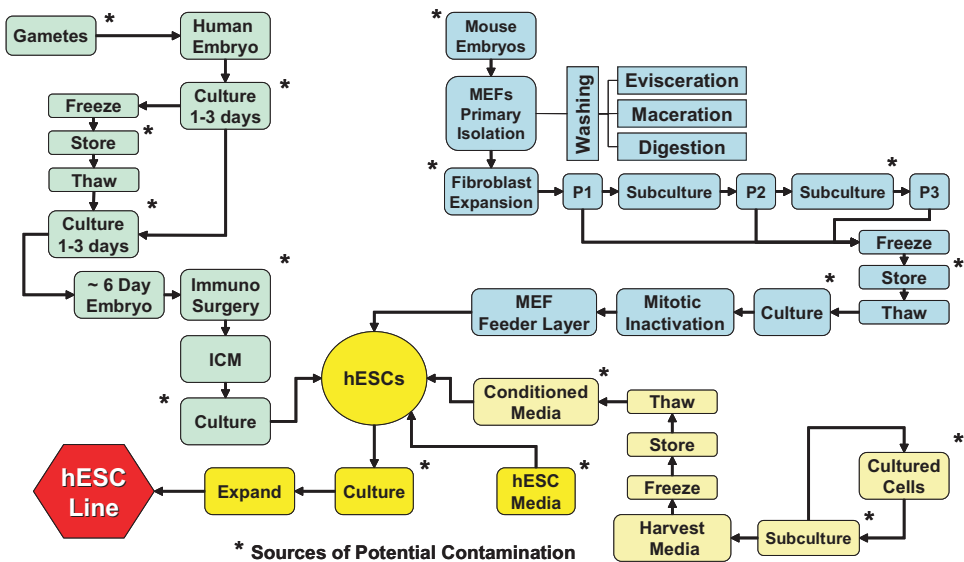 *
Gametes
Human
Embryo
*
Culture
1-3 days
Freeze
*
Store
Thaw
*
Culture
1-3 days
~ 6 Day
Embryo
*
Immuno
Surgery
ICM
*
Culture
*
Mouse
Embryos
MEFs
Primary
Isolation
Washing
Evisceration
Maceration
Digestion
*
Fibroblast
Expansion
P1
Subculture
P2
Subculture
*
P3
Freeze
*
Store
Thaw
*
Culture
Mitotic
Inactivation
MEF
Feeder Layer
hESCs
*
Conditioned
Media
Thaw
Store
Freeze
Harvest
Media
*
Subculture
*
Cultured
Cells
*
hESC
Media
*
Culture
Expand
hESC
Line
* Sources of Potential Contamination